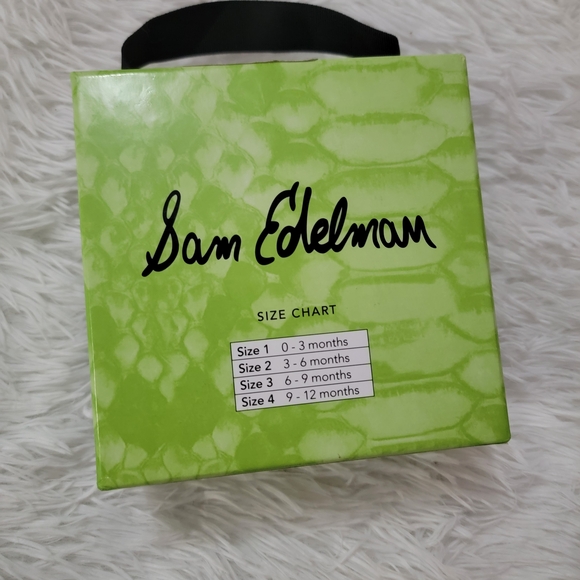 Sam Edelman
SIZE CHART
Size 1 0 - 3 months
Size 2 3 - 6 months
Size 3 6 - 9 months
Size 4 9 - 12 months